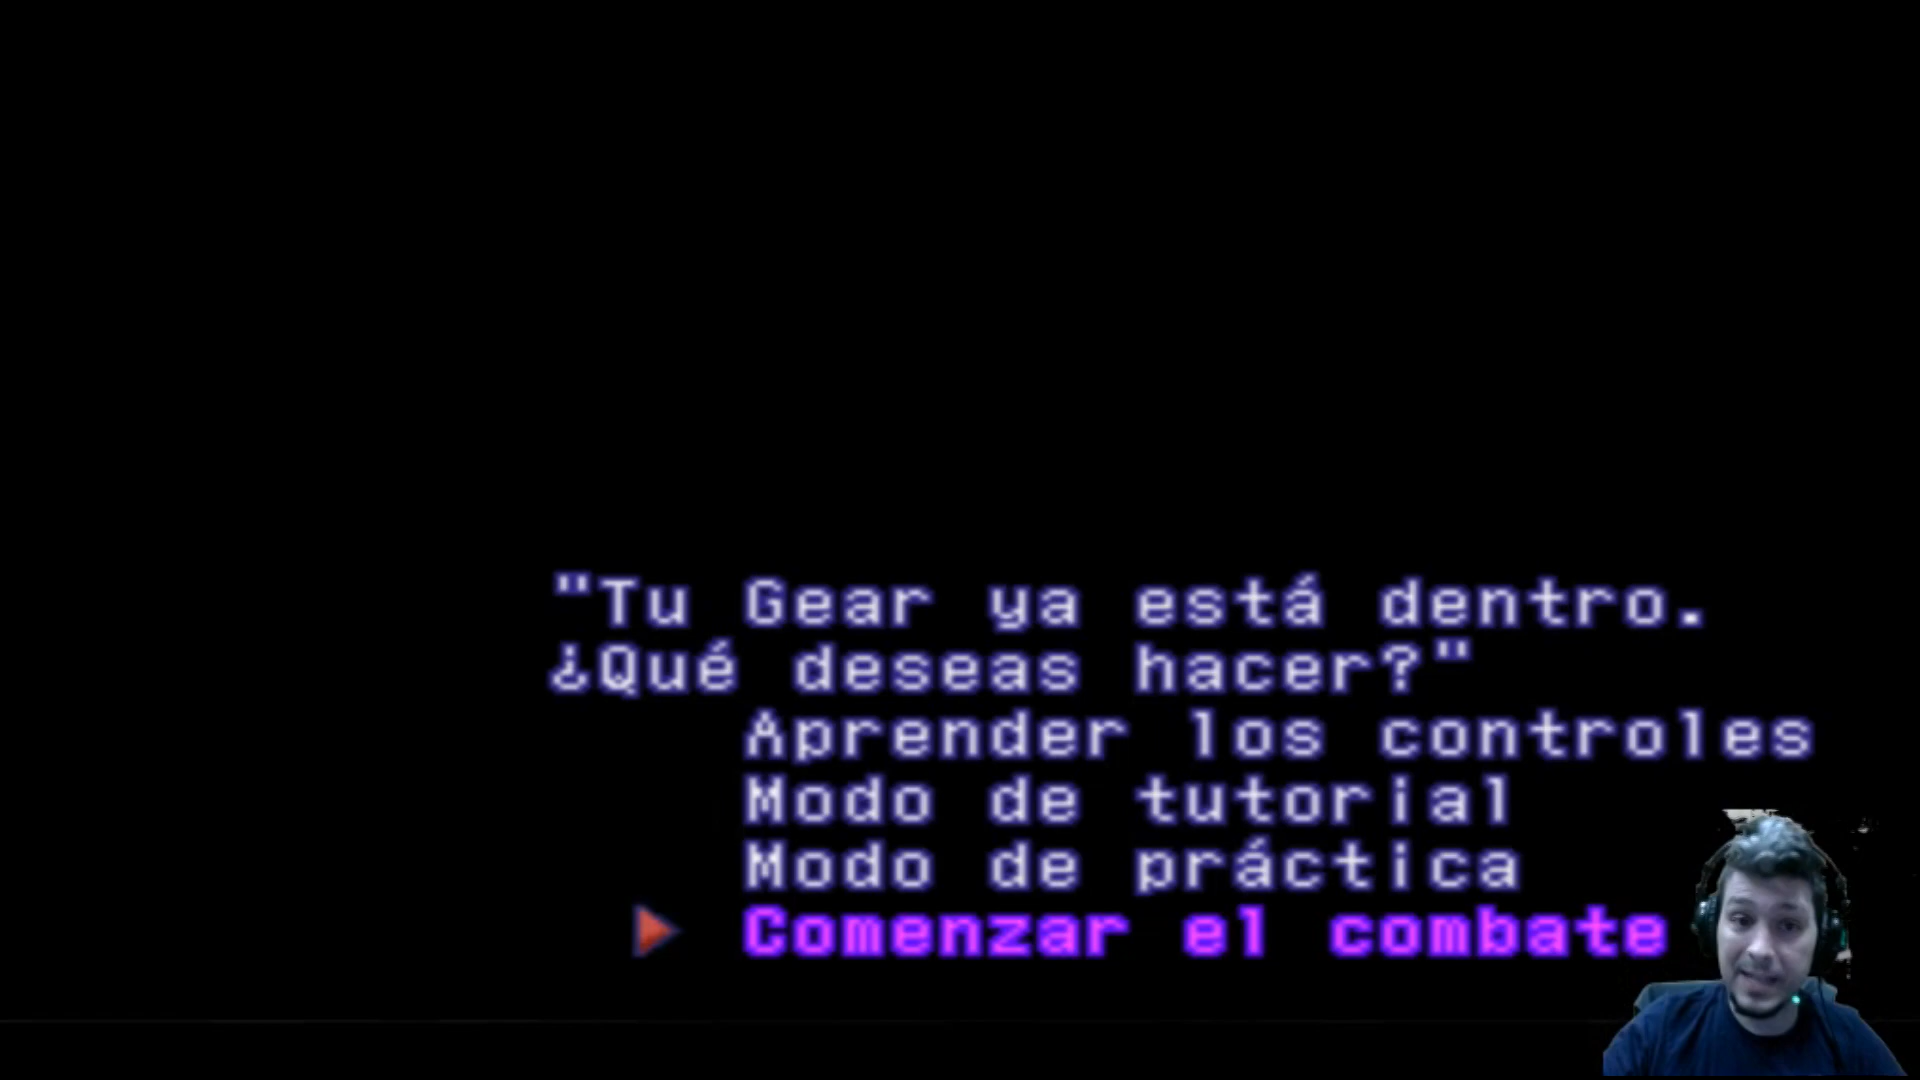 "Tu Gear ya está dentro.
¿Qué deseas hacer?"
Aprender los controles
Modo de tutorial
Modo de práctica
Comenzar el combate